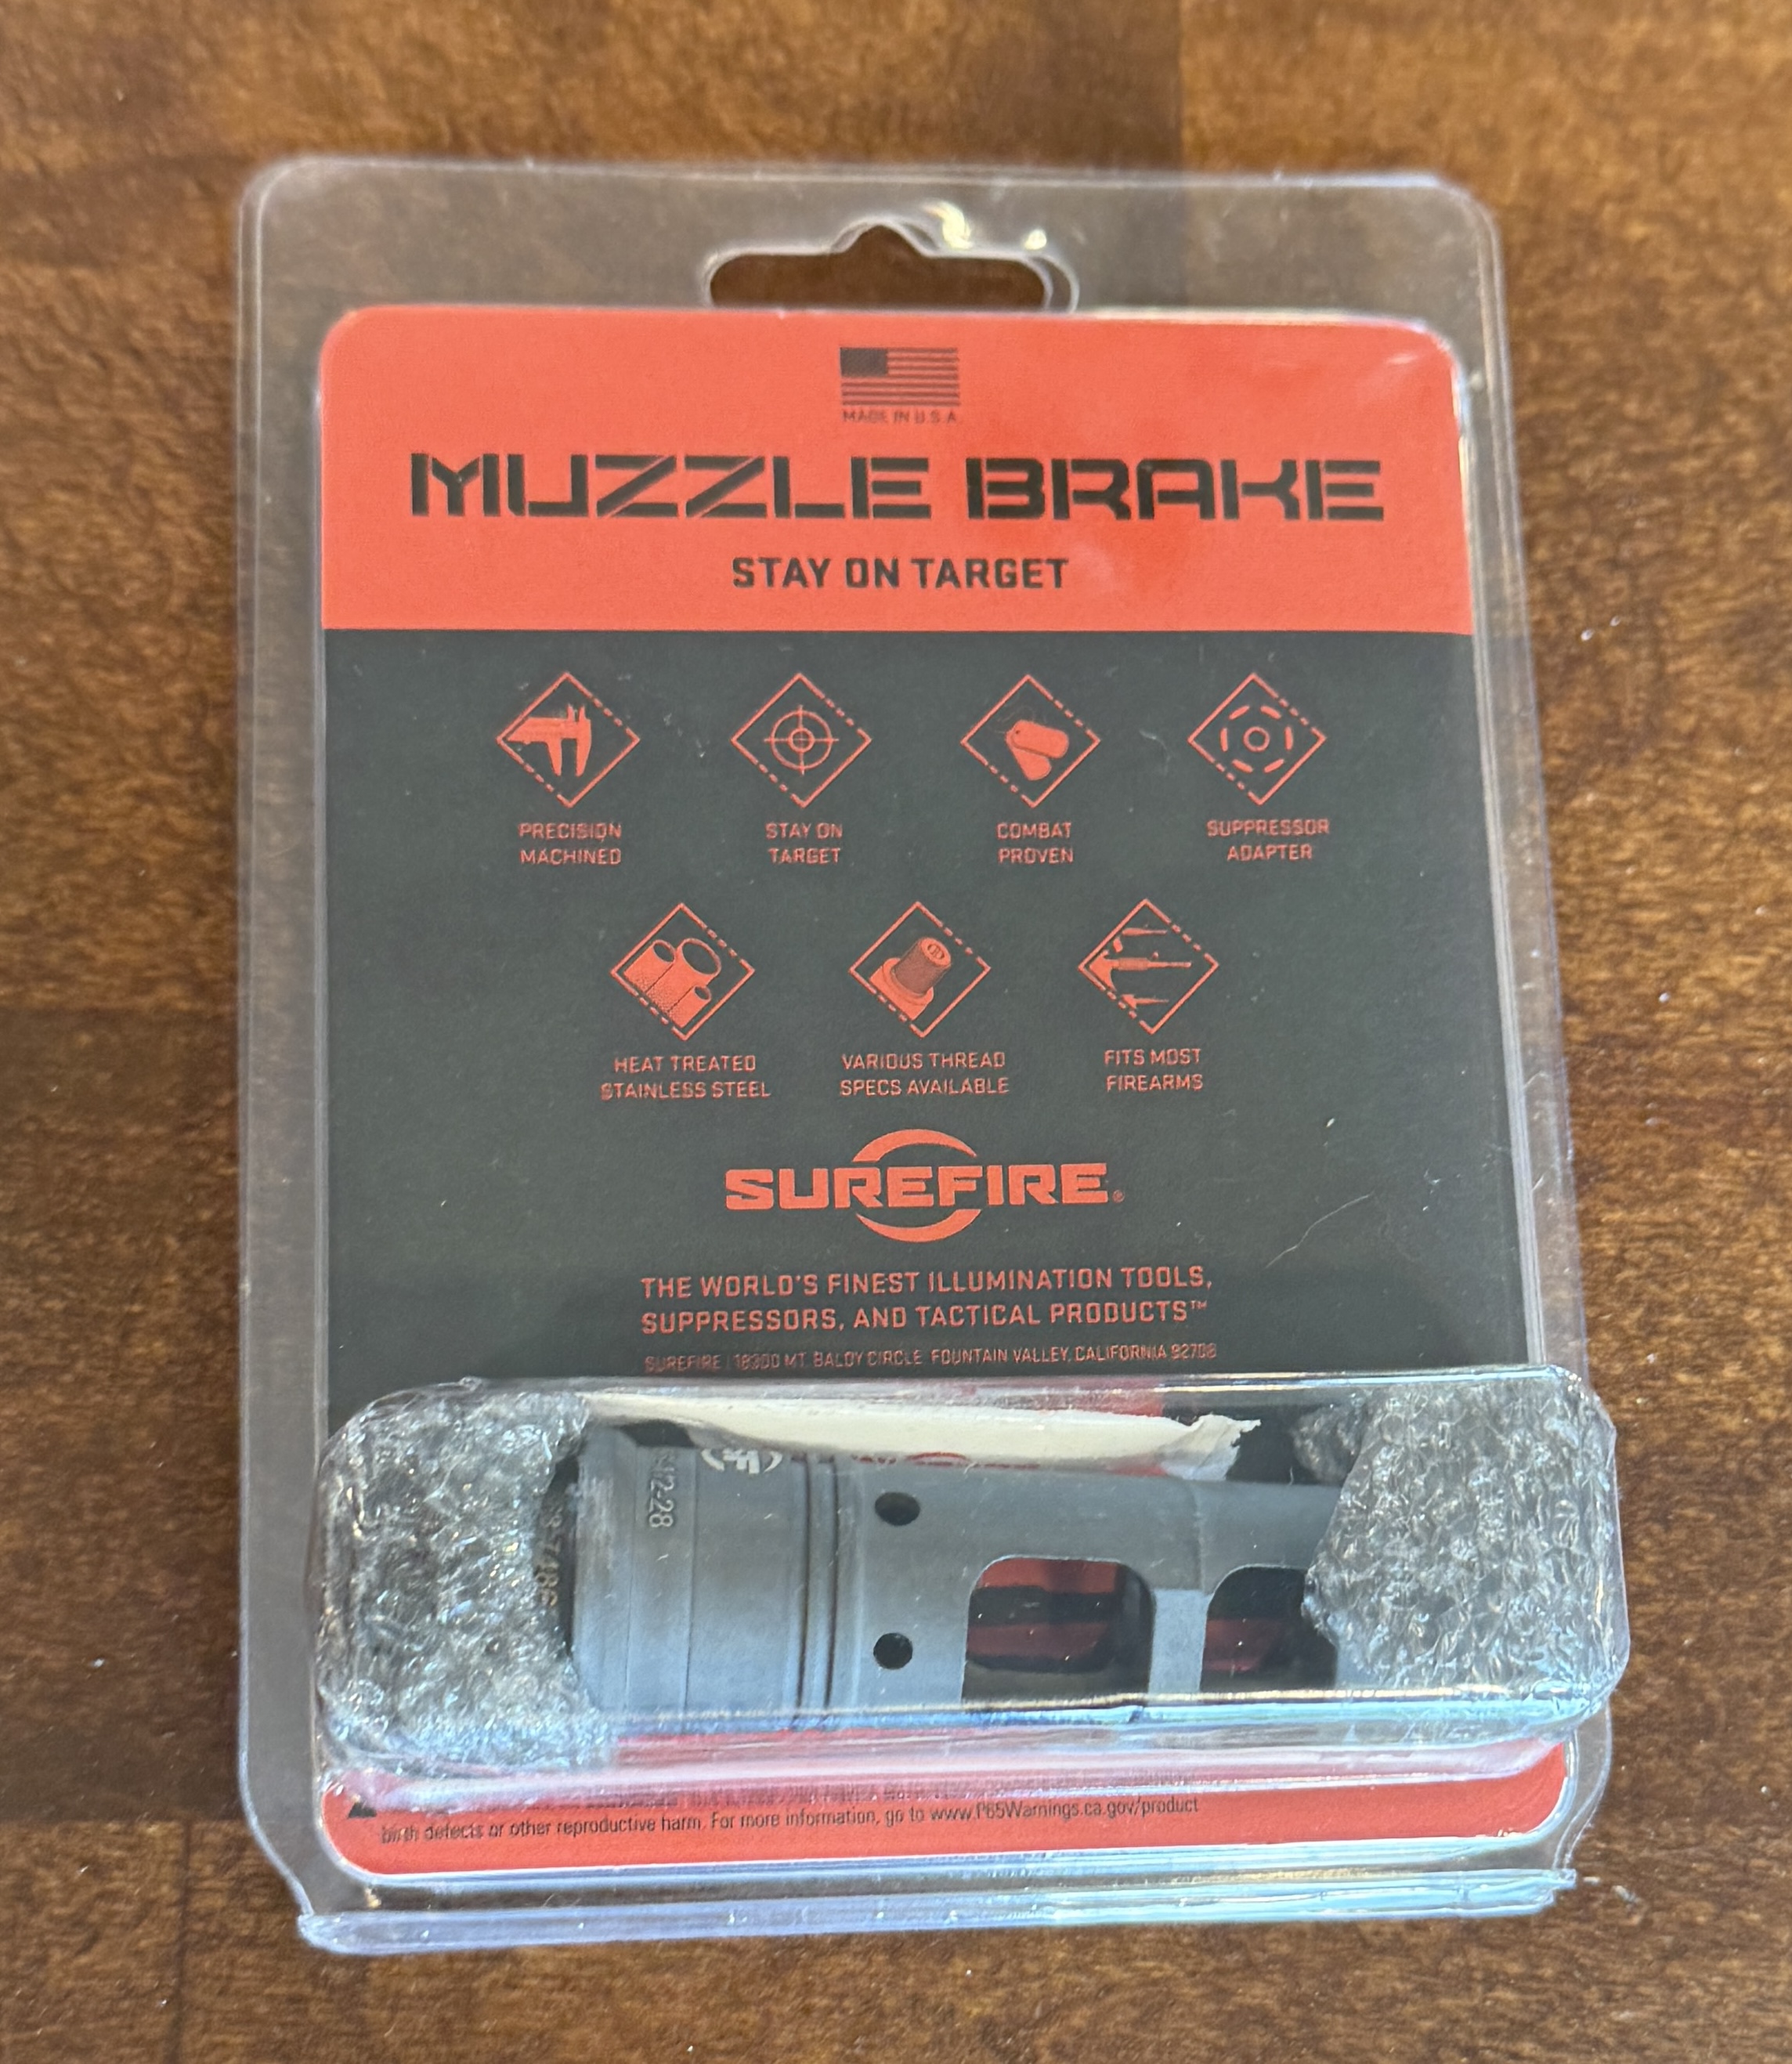 MADE IN U.S.A.
MUZZLE BRAKE
STAY ON TARGET
PRECISION
MACHINED
STAY ON
TARGET
COMBAT
PROVEN
SUPPRESSOR
ADAPTER
HEAT TREATED
STAINLESS STEEL
VARIOUS THREAD
SPECS AVAILABLE
FITS MOST
FIREARMS
SUREFIRE®
THE WORLD'S FINEST ILLUMINATION TOOLS,
SUPPRESSORS, AND TACTICAL PRODUCTS™
SUREFIRE | 18300 MT. BALDY CIRCLE FOUNTAIN VALLEY, CALIFORNIA 92708
birth defects or other reproductive harm. For more information, go to www.P65Warnings.ca.gov/product